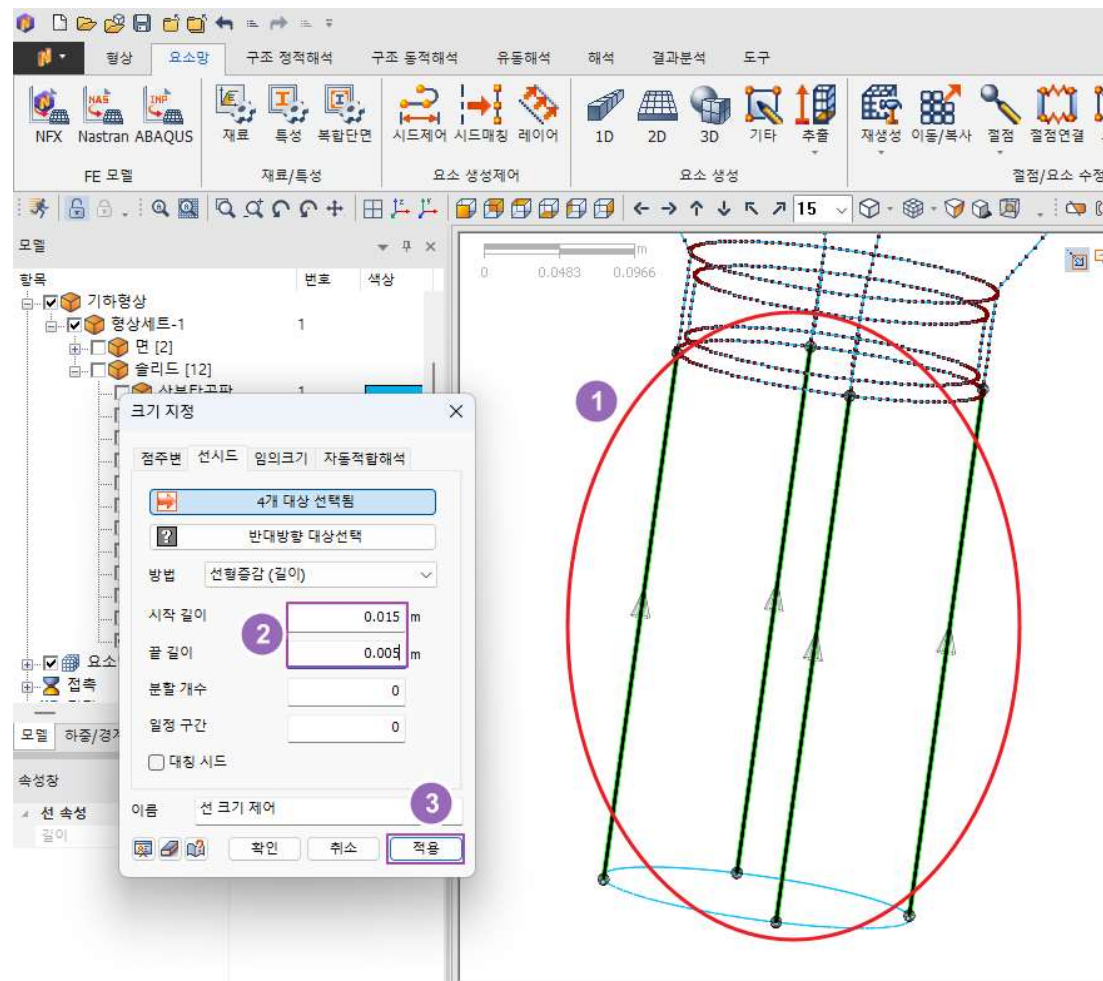 형상 요소망 구조 정적해석 구조 동적해석 유동해석 해석 결과분석 도구
NAS INP
NFX Nastran ABAQUS 재료 특성 복합단면 시드제어 시드매칭 레이어 1D 2D 3D 기타 추출 재생성 이동/복사 절점 절점연결
FE 모델 재료/특성 요소 생성제어 요소 생성 절점/요소 수정
15
모델
항목 번호 색상
기하형상
형상세트-1 1
면 [2]
솔리드 [12]
상부타공판 1
크기 지정
점주변 선시드 임의크기 자동적합해석
4개 대상 선택됨
반대방향 대상선택
방법 선형증감 (길이)
시작 길이 0.015 m
2
끝 길이 0.005 m
분할 개수 0
일정 구간 0
대칭 시드
이름 선 크기 제어
3
확인 취소 적용
요소
접촉
모델 하중/경계
속성창
선 속성
길이
m
0 0.0483 0.0966
1